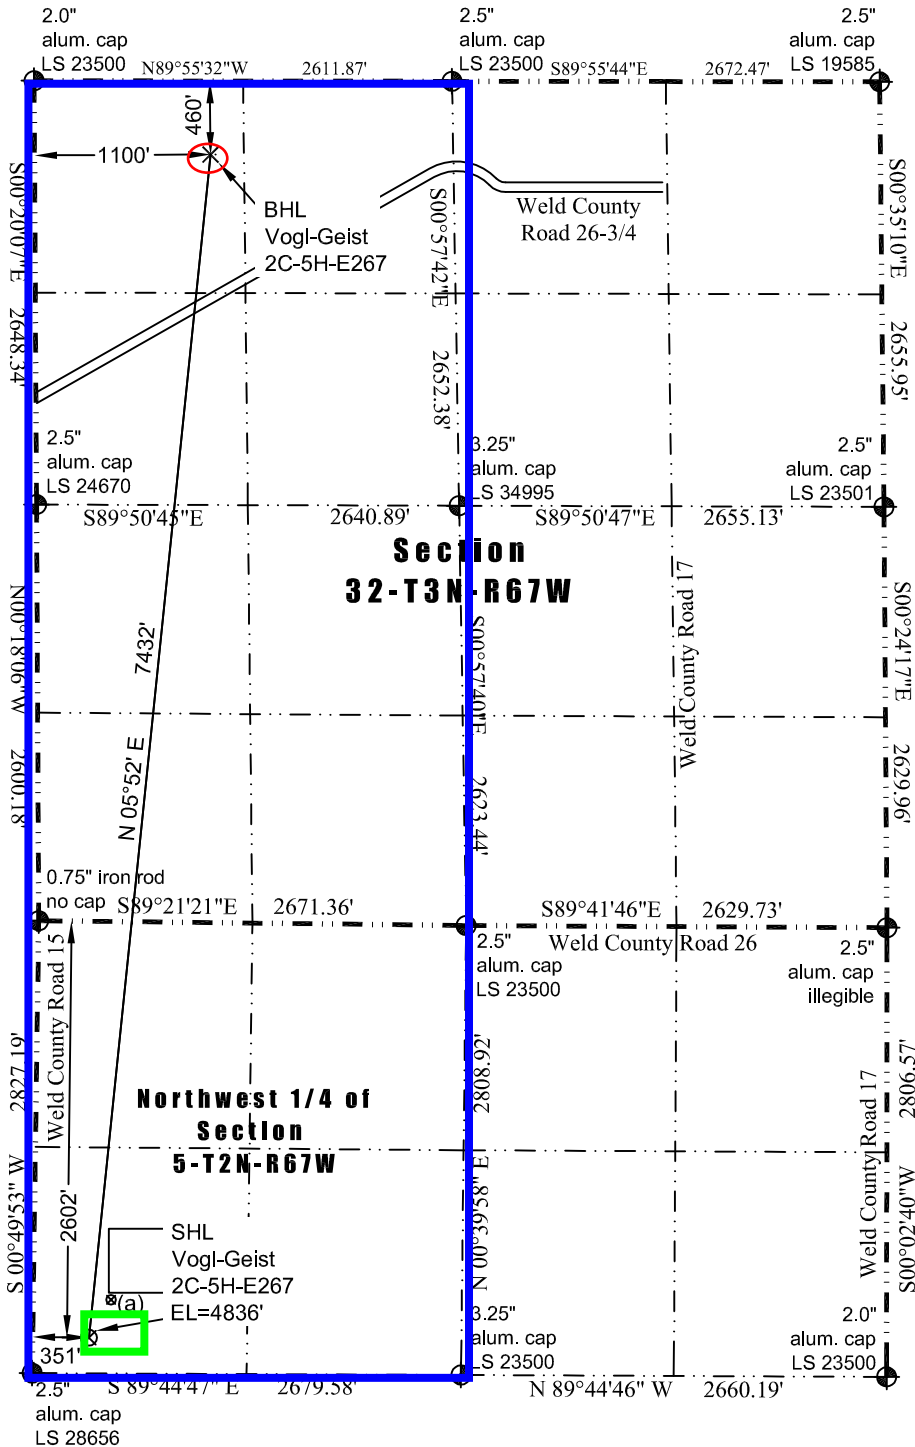 2.0"
alum. cap
LS 23500
2.5"
alum. cap
LS 23500
2.5"
alum. cap
LS 19585
N89°55'32"W
2611.87'
S89°55'44"E
2672.47'
460'
1100'
BHL
Vogl-Geist
2C-5H-E267
Weld County
Road 26-3/4
S00°20'07"E
2648.34'
S00°57'42"E
2652.38'
S00°35'10"E
2655.95'
2.5"
alum. cap
LS 24670
3.25"
alum. cap
LS 34995
2.5"
alum. cap
LS 23501
S89°50'45"E
2640.89'
S89°50'47"E
2655.13'
Section
32-T3N-R67W
N00°18'06"W
2600.18'
7432'
N 05°52' E
S00°57'40"E
2623.44'
Weld County Road 17
S00°24'17"E
2629.96'
0.75" iron rod
no cap
S89°21'21"E
2671.36'
S89°41'46"E
2629.73'
Weld County Road 26
2.5"
alum. cap
LS 23500
2.5"
alum. cap
illegible
Weld County Road 15
2827.19'
S 00°49'53" W
2602'
Northwest 1/4 of
Section
5-T2N-R67W
2808.92'
N 00°39'58" E
Weld County Road 17
2806.57'
S00°02'40"W
SHL
Vogl-Geist
2C-5H-E267
EL=4836'
(a)
351'
3.25"
alum. cap
LS 23500
2.0"
alum. cap
LS 23500
S 89°44'47" E
2679.58'
N 89°44'46" W
2660.19'
2.5"
alum. cap
LS 28656